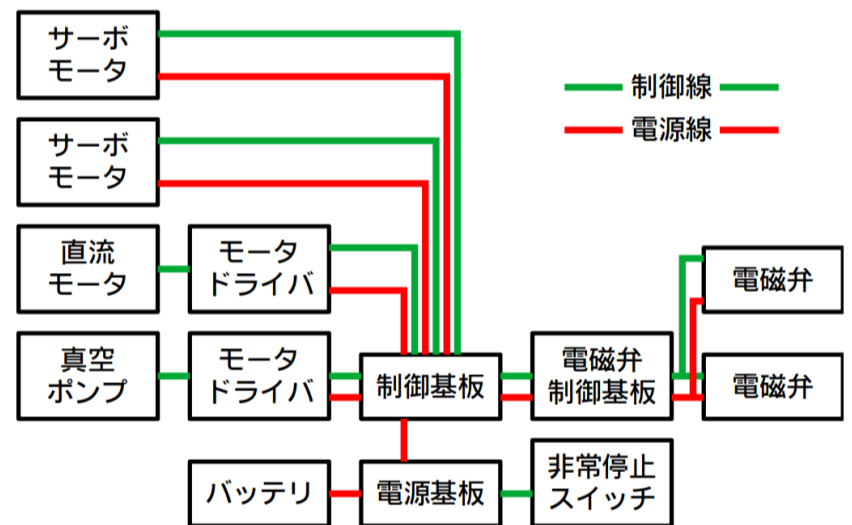 サーボ
モータ
制御線
電源線
サーボ
モータ
直流
モータ
モータ
ドライバ
電磁弁
真空
ポンプ
モータ
ドライバ
制御基板
電磁弁
制御基板
電磁弁
バッテリ
電源基板
非常停止
スイッチ